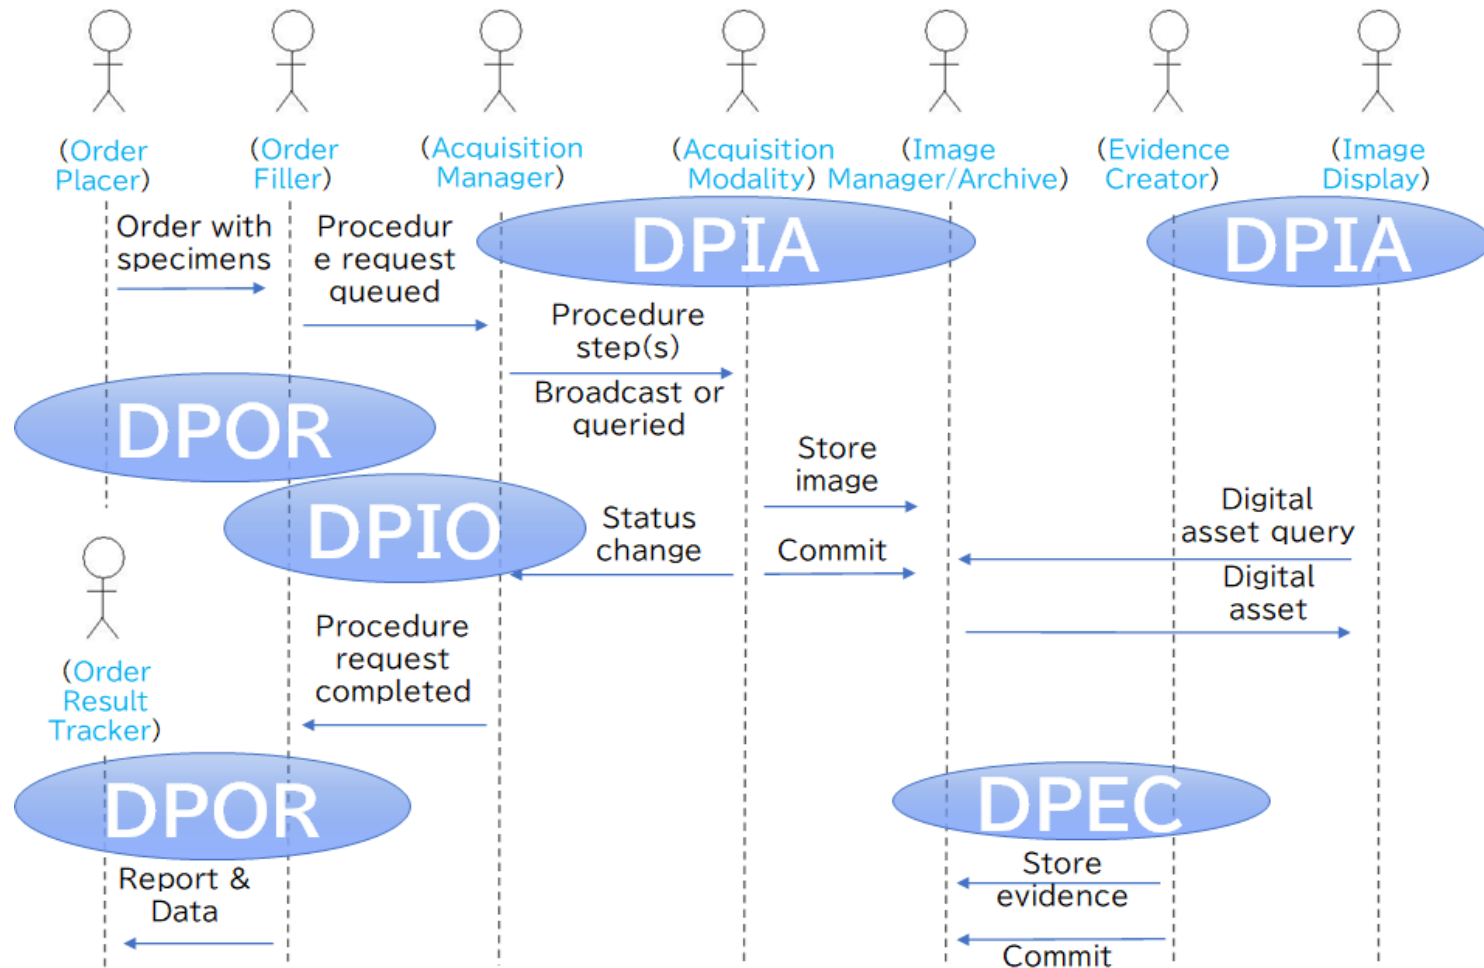 (Order
Placer)
(Order
Filler)
(Acquisition
Manager)
(Acquisition
Modality)
(Image
Manager/Archive)
(Evidence
Creator)
(Image
Display)
Order with
specimens
Procedur
e request
queued
DPIA
DPIA
Procedure
step(s)
Broadcast or
queried
DPOR
Store
image
DPIO
Status
change
Commit
Digital
asset query
Digital
asset
Procedure
request
completed
(Order
Result
Tracker)
DPOR
DPEC
Report &
Data
Store
evidence
Commit